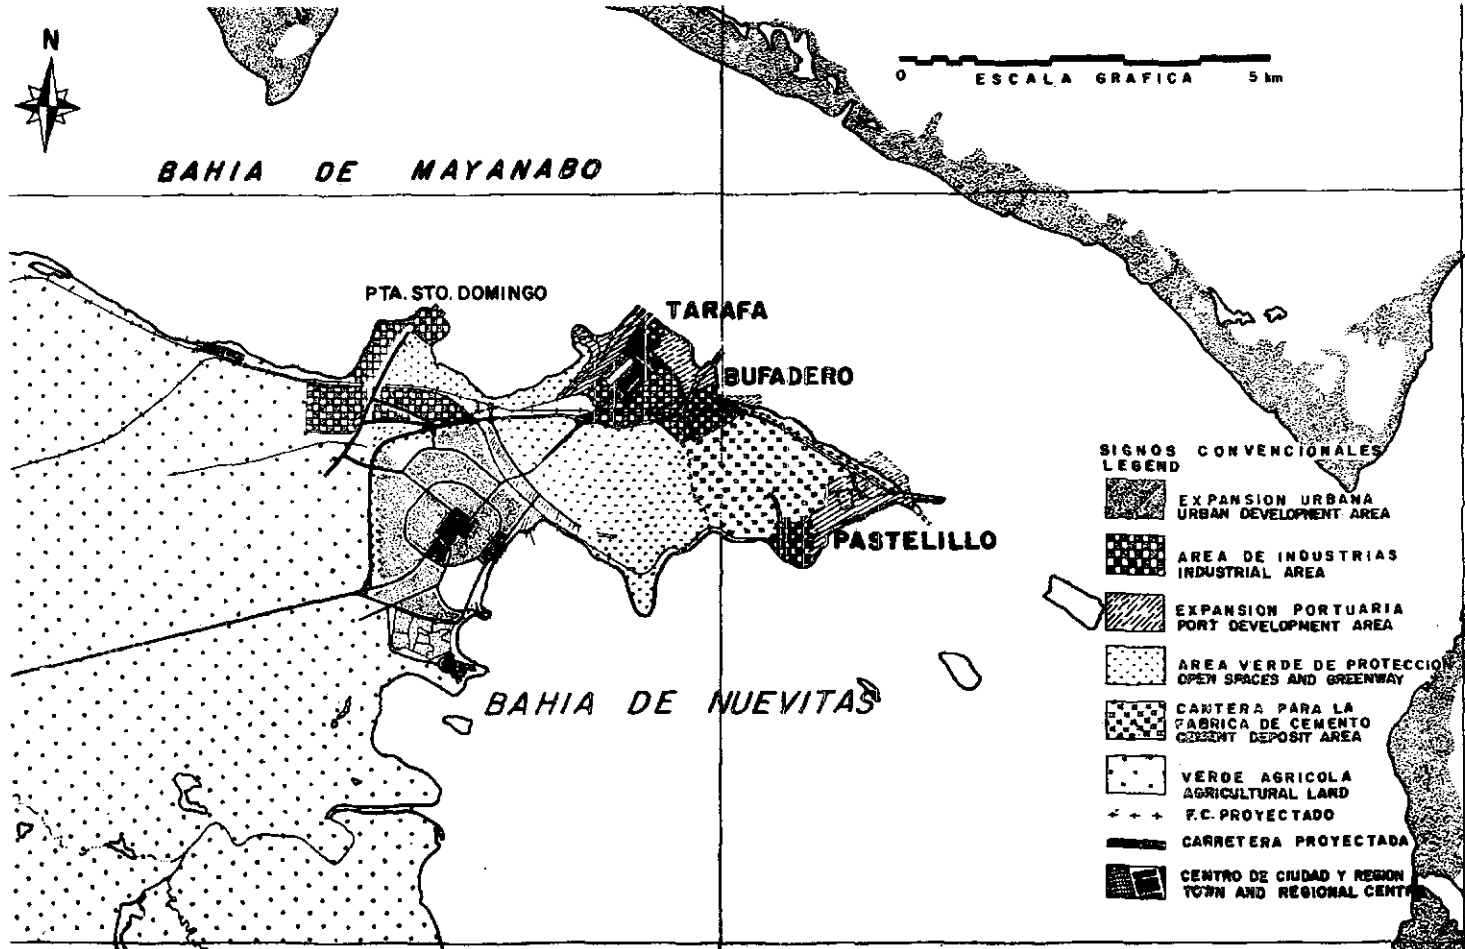 N
0 5 km
ESCALA GRAFICA
BAHIA DE MAYANABO
PTA. STO. DOMINGO
TARAFA
BUFADERO
PASTELILLO
BAHIA DE NUEVITAS
SIGNOS CONVENCIONALES
LEGEND
EXPANSION URBANA
URBAN DEVELOPMENT AREA
AREA DE INDUSTRIAS
INDUSTRIAL AREA
EXPANSION PORTUARIA
PORT DEVELOPMENT AREA
AREA VERDE DE PROTECCION
OPEN SPACES AND GREENWAY
CANTERA PARA LA
FABRICA DE CEMENTO
CEMENT DEPOSIT AREA
VERDE AGRICOLA
AGRICULTURAL LAND
F.C. PROYECTADO
CARRETERA PROYECTADA
CENTRO DE CIUDAD Y REGION
TOWN AND REGIONAL CENTR